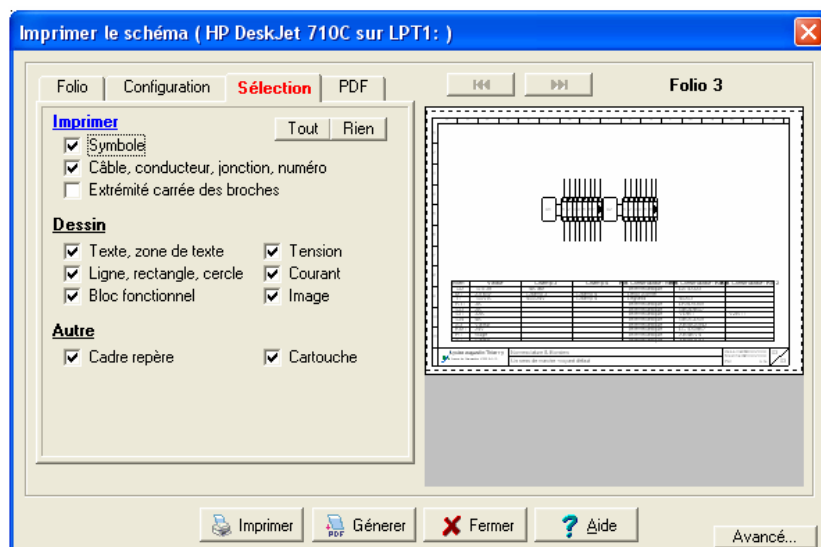 Imprimer le schéma ( HP DeskJet 710C sur LPT1: )
Folio Configuration Sélection PDF
Folio 3
Imprimer
Tout Rien
Symbole
Câble, conducteur, jonction, numéro
Extrémité carrée des broches
Dessin
Texte, zone de texte Tension
Ligne, rectangle, cercle Courant
Bloc fonctionnel Image
Autre
Cadre repère Cartouche
Imprimer PDF Génerer Fermer Aide
Avancé...